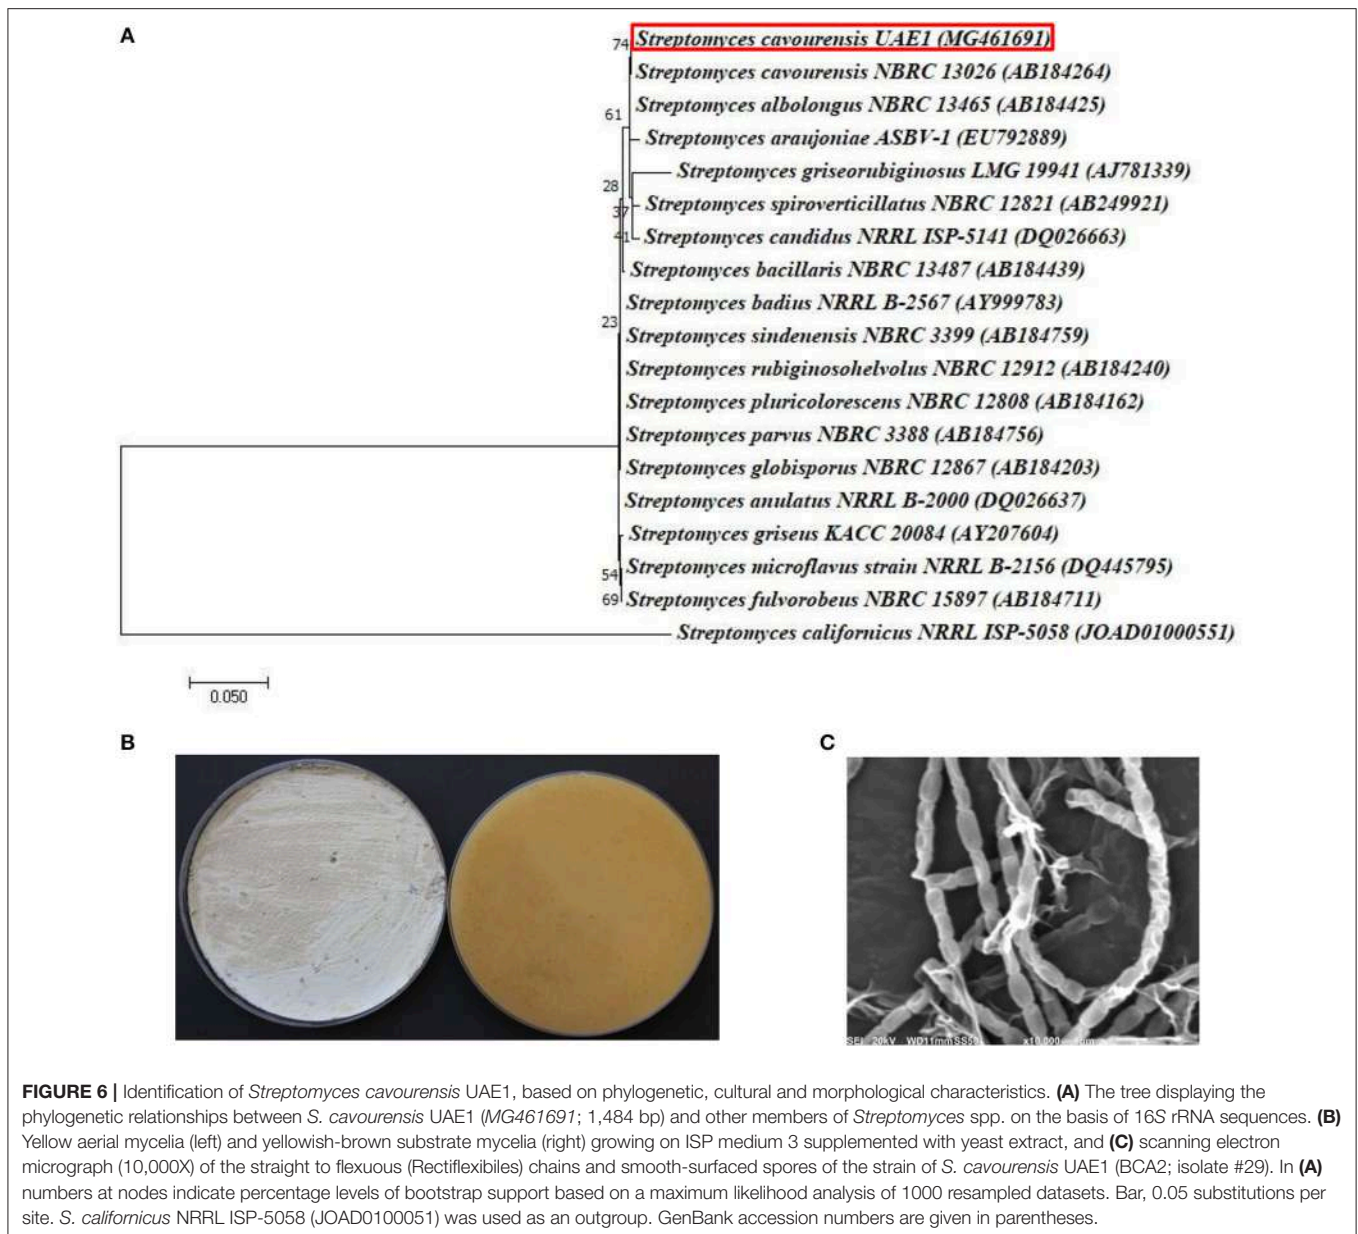 A
74
Streptomyces cavourensis UAE1 (MG461691)
Streptomyces cavourensis NBRC 13026 (AB184264)
Streptomyces albolongus NBRC 13465 (AB184425)
61
Streptomyces araujoniae ASBV-1 (EU792889)
Streptomyces griseorubiginosus LMG 19941 (AJ781339)
28
Streptomyces spiroverticillatus NBRC 12821 (AB249921)
37
41
Streptomyces candidus NRRL ISP-5141 (DQ026663)
Streptomyces bacillaris NBRC 13487 (AB184439)
Streptomyces badius NRRL B-2567 (AY999783)
23
Streptomyces sindenensis NBRC 3399 (AB184759)
Streptomyces rubiginosohelvolus NBRC 12912 (AB184240)
Streptomyces pluricolorescens NBRC 12808 (AB184162)
Streptomyces parvus NBRC 3388 (AB184756)
Streptomyces globisporus NBRC 12867 (AB184203)
Streptomyces anulatus NRRL B-2000 (DQ026637)
Streptomyces griseus KACC 20084 (AY207604)
Streptomyces microflavus strain NRRL B-2156 (DQ445795)
54
69
Streptomyces fulvorobeus NBRC 15897 (AB184711)
Streptomyces californicus NRRL ISP-5058 (JOAD01000551)
0.050
B
C
SEI 20kV WD11mm x10,000
FIGURE 6 | Identification of Streptomyces cavourensis UAE1, based on phylogenetic, cultural and morphological characteristics. (A) The tree displaying the
phylogenetic relationships between S. cavourensis UAE1 (MG461691; 1,484 bp) and other members of Streptomyces spp. on the basis of 16S rRNA sequences. (B)
Yellow aerial mycelia (left) and yellowish-brown substrate mycelia (right) growing on ISP medium 3 supplemented with yeast extract, and (C) scanning electron
micrograph (10,000X) of the straight to flexuous (Rectiflexibiles) chains and smooth-surfaced spores of the strain of S. cavourensis UAE1 (BCA2; isolate #29). In (A)
numbers at nodes indicate percentage levels of bootstrap support based on a maximum likelihood analysis of 1000 resampled datasets. Bar, 0.05 substitutions per
site. S. californicus NRRL ISP-5058 (JOAD0100051) was used as an outgroup. GenBank accession numbers are given in parentheses.